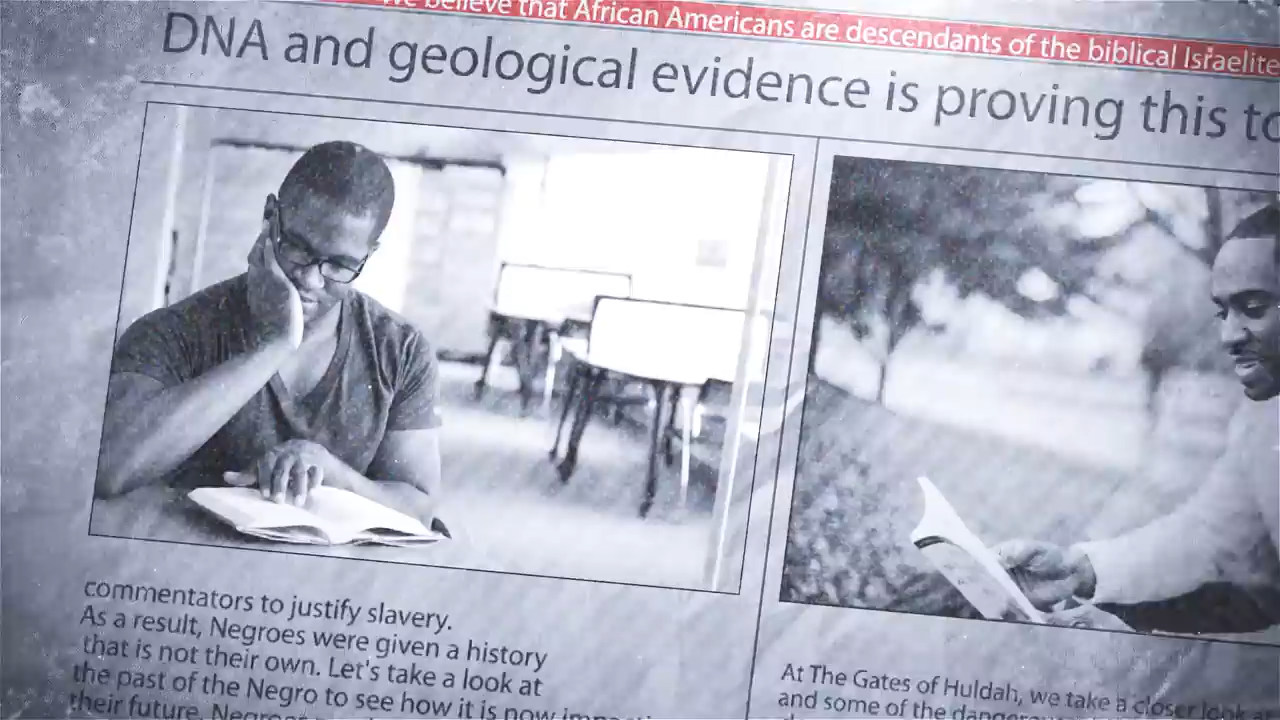 we believe that African Americans are descendants of the biblical Israelite
DNA and geological evidence is proving this
commentators to justify slavery.
As a result, Negroes were given a history
that is not their own. Let's take a look at
the past of the Negro to see how it is now
their future.
At The Gates of Huldah, we take a closer look
and some of the